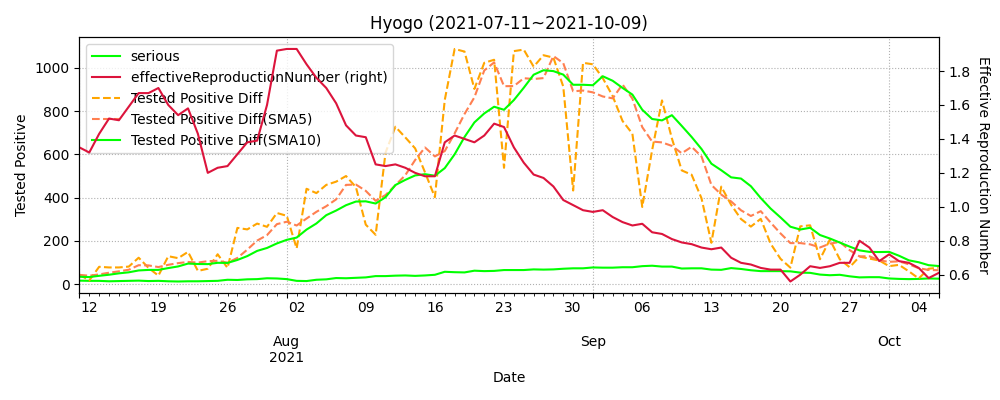 Hyogo (2021-07-11~2021-10-09)
serious
effectiveReproductionNumber (right)
Tested Positive Diff
Tested Positive Diff(SMA5)
Tested Positive Diff(SMA10)
Tested Positive
1000
800
600
400
200
0
Effective Reproduction Number
1.8
1.6
1.4
1.2
1.0
0.8
0.6
12 19 26 02 09 16 23 30 06 13 20 27 04
Aug Sep Oct
2021
Date